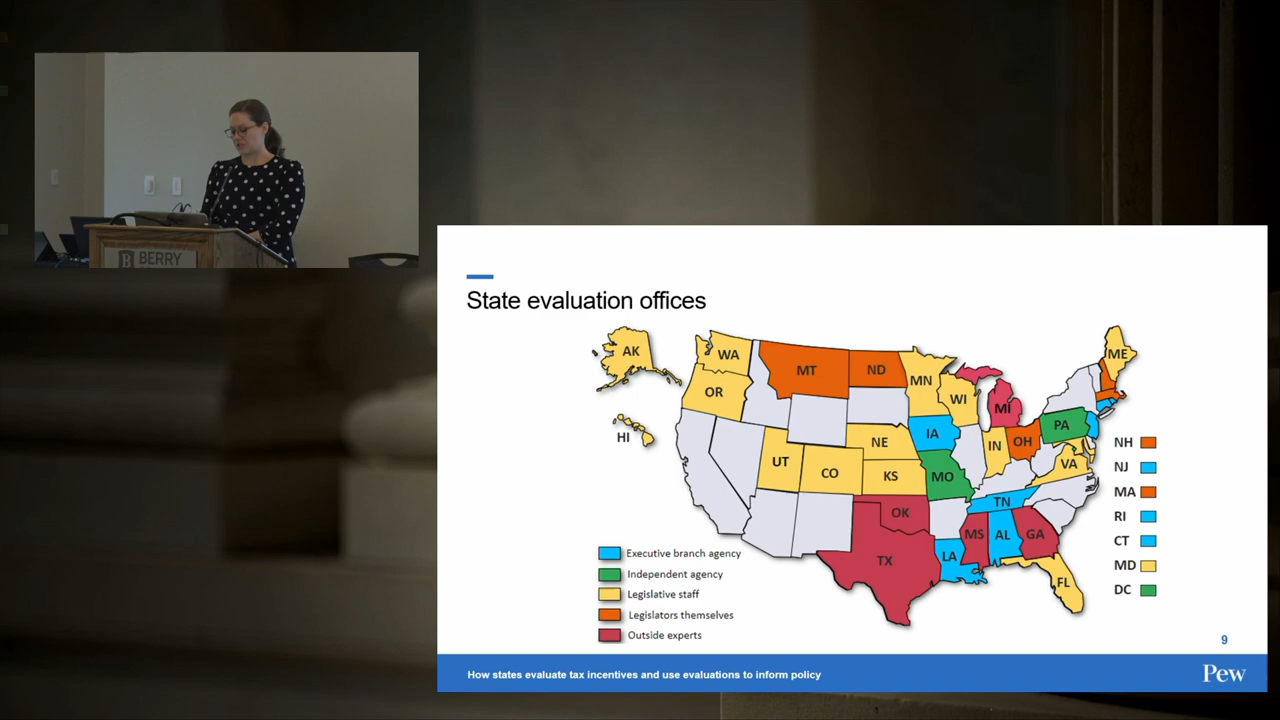 BERRY
State evaluation offices
AK
WA
MT
ND
MN
ME
OR
WI
MI
HI
IA
PA
NE
IN
OH
UT
CO
KS
MO
VA
OK
TN
TX
LA
MS
AL
GA
FL
NH
NJ
MA
RI
CT
MD
DC
Executive branch agency
Independent agency
Legislative staff
Legislators themselves
Outside experts
9
How states evaluate tax incentives and use evaluations to inform policy
Pew